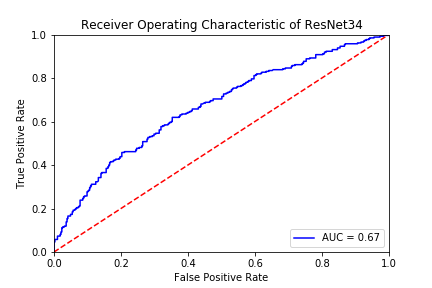 Receiver Operating Characteristic of ResNet34
1.0
0.8
0.6
0.4
0.2
0.0
True Positive Rate
AUC = 0.67
0.0 0.2 0.4 0.6 0.8 1.0
False Positive Rate